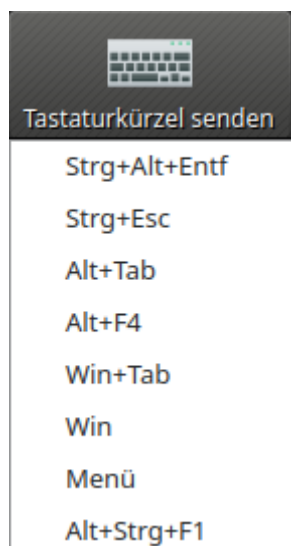 Tastaturkürzel senden
Strg+Alt+Entf
Strg+Esc
Alt+Tab
Alt+F4
Win+Tab
Win
Menü
Alt+Strg+F1